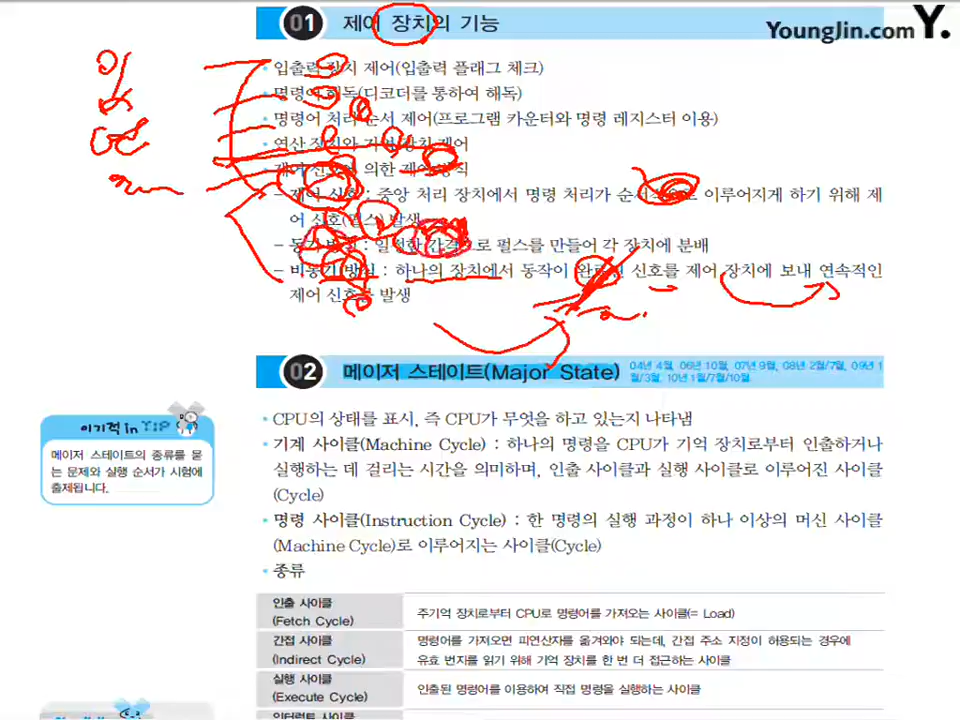 01 제어 장치의 기능
YoungJin.com Y.
• 입출력 장치 제어(입출력 플래그 체크)
• 명령어 해독(디코더를 통하여 해독)
• 명령어 처리 순서 제어(프로그램 카운터와 명령 레지스터 이용)
• 연산 장치와 기억 장치 제어
• 제어 신호에 의한 제어 방식
– 제어 신호 : 중앙 처리 장치에서 명령 처리가 순서적으로 이루어지게 하기 위해 제
어 신호(펄스) 발생
– 동기 방식 : 일정한 간격으로 펄스를 만들어 각 장치에 분배
– 비동기 방식 : 하나의 장치에서 동작이 완료된 신호를 제어 장치에 보내 연속적인
제어 신호를 발생
02 메이저 스테이트(Major State)
04년 4월, 06년 10월, 07년 9월, 08년 2월/7월, 09년 1
월/3월, 10년 1월/7월/10월
이기적 in TIP
메이저 스테이트의 종류를 묻
는 문제와 실행 순서가 시험에
출제됩니다.
• CPU의 상태를 표시, 즉 CPU가 무엇을 하고 있는지 나타냄
• 기계 사이클(Machine Cycle) : 하나의 명령을 CPU가 기억 장치로부터 인출하거나
실행하는 데 걸리는 시간을 의미하며, 인출 사이클과 실행 사이클로 이루어진 사이클
(Cycle)
• 명령 사이클(Instruction Cycle) : 한 명령의 실행 과정이 하나 이상의 머신 사이클
(Machine Cycle)로 이루어지는 사이클(Cycle)
• 종류
인출 사이클
(Fetch Cycle)
주기억 장치로부터 CPU로 명령어를 가져오는 사이클(= Load)
간접 사이클
(Indirect Cycle)
명령어를 가져오면 피연산자를 옮겨와야 되는데, 간접 주소 지정이 허용되는 경우에
유효 번지를 읽기 위해 기억 장치를 한 번 더 접근하는 사이클
실행 사이클
(Execute Cycle)
인출된 명령어를 이용하여 직접 명령을 실행하는 사이클
인터럽트 사이클